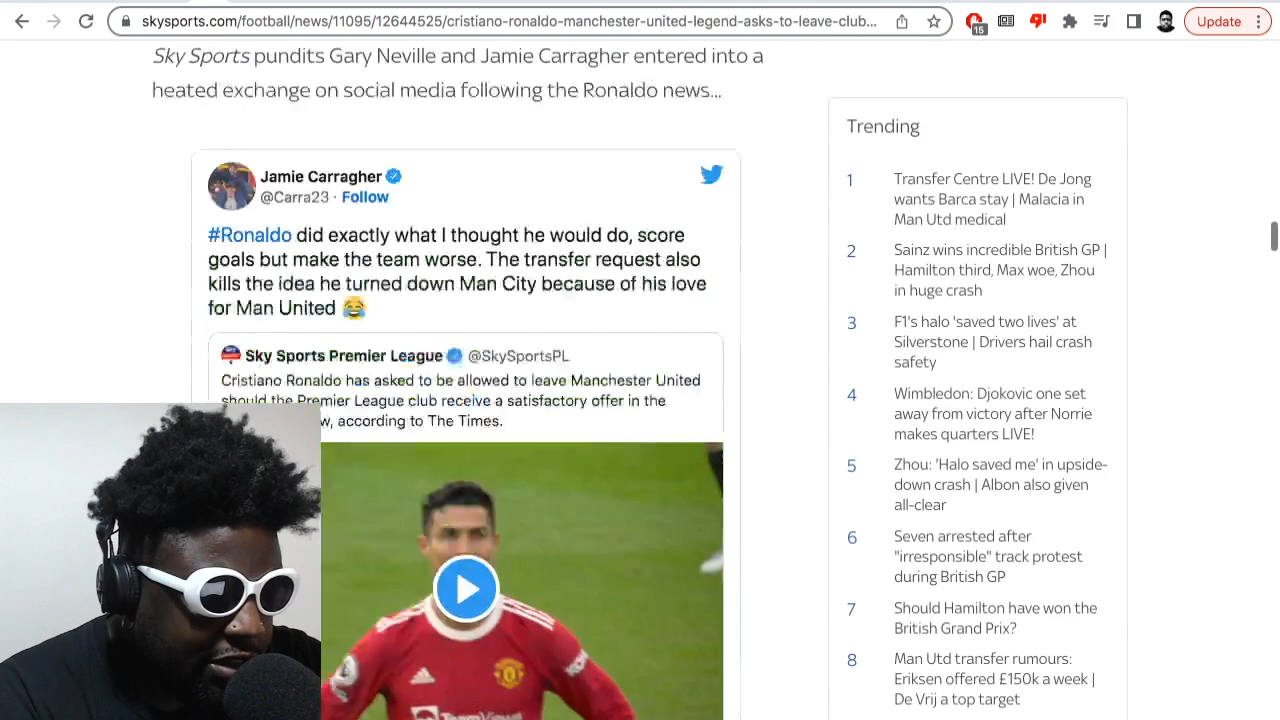 skysports.com/football/news/11095/12644525/cristiano-ronaldo-manchester-united-legend-asks-to-leave-club...
15
Update
Sky Sports pundits Gary Neville and Jamie Carragher entered into a
heated exchange on social media following the Ronaldo news...
Jamie Carragher
@Carra23 · Follow
#Ronaldo did exactly what I thought he would do, score
goals but make the team worse. The transfer request also
kills the idea he turned down Man City because of his love
for Man United 😂
Sky Sports Premier League @SkySportsPL
Cristiano Ronaldo has asked to be allowed to leave Manchester United
should the Premier League club receive a satisfactory offer in the
w, according to The Times.
TeamViewer
Trending
1 Transfer Centre LIVE! De Jong
wants Barca stay | Malacia in
Man Utd medical
2 Sainz wins incredible British GP |
Hamilton third, Max woe, Zhou
in huge crash
3 F1's halo 'saved two lives' at
Silverstone | Drivers hail crash
safety
4 Wimbledon: Djokovic one set
away from victory after Norrie
makes quarters LIVE!
5 Zhou: 'Halo saved me' in upside-
down crash | Albon also given
all-clear
6 Seven arrested after
"irresponsible" track protest
during British GP
7 Should Hamilton have won the
British Grand Prix?
8 Man Utd transfer rumours:
Eriksen offered £150k a week |
De Vrij a top target